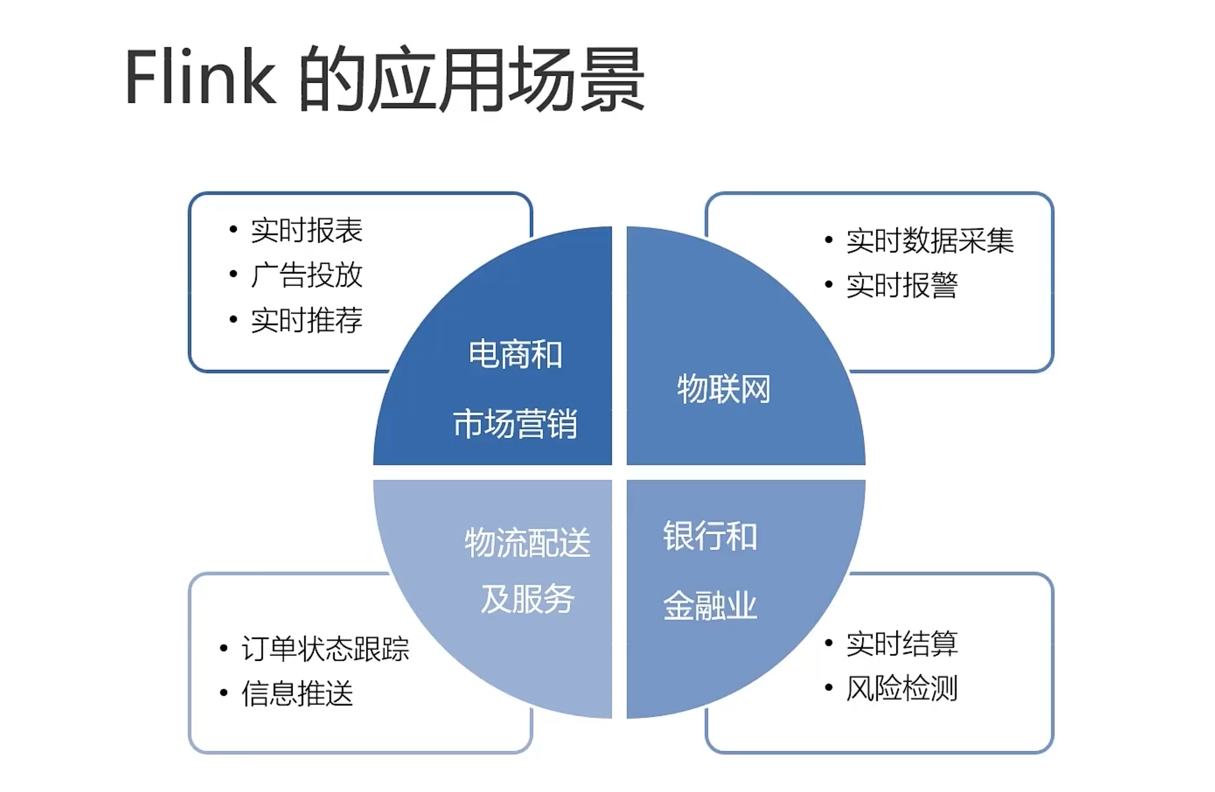 Flink 的应用场景
• 实时报表
• 广告投放
• 实时推荐
电商和
市场营销
• 实时数据采集
• 实时报警
物联网
物流配送
及服务
• 订单状态跟踪
• 信息推送
银行和
金融业
• 实时结算
• 风险检测